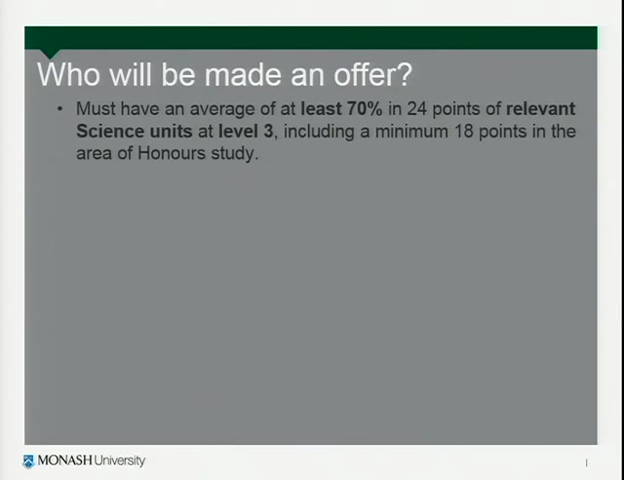 Who will be made an offer?
• Must have an average of at least 70% in 24 points of relevant
Science units at level 3, including a minimum 18 points in the
area of Honours study.
MONASH University